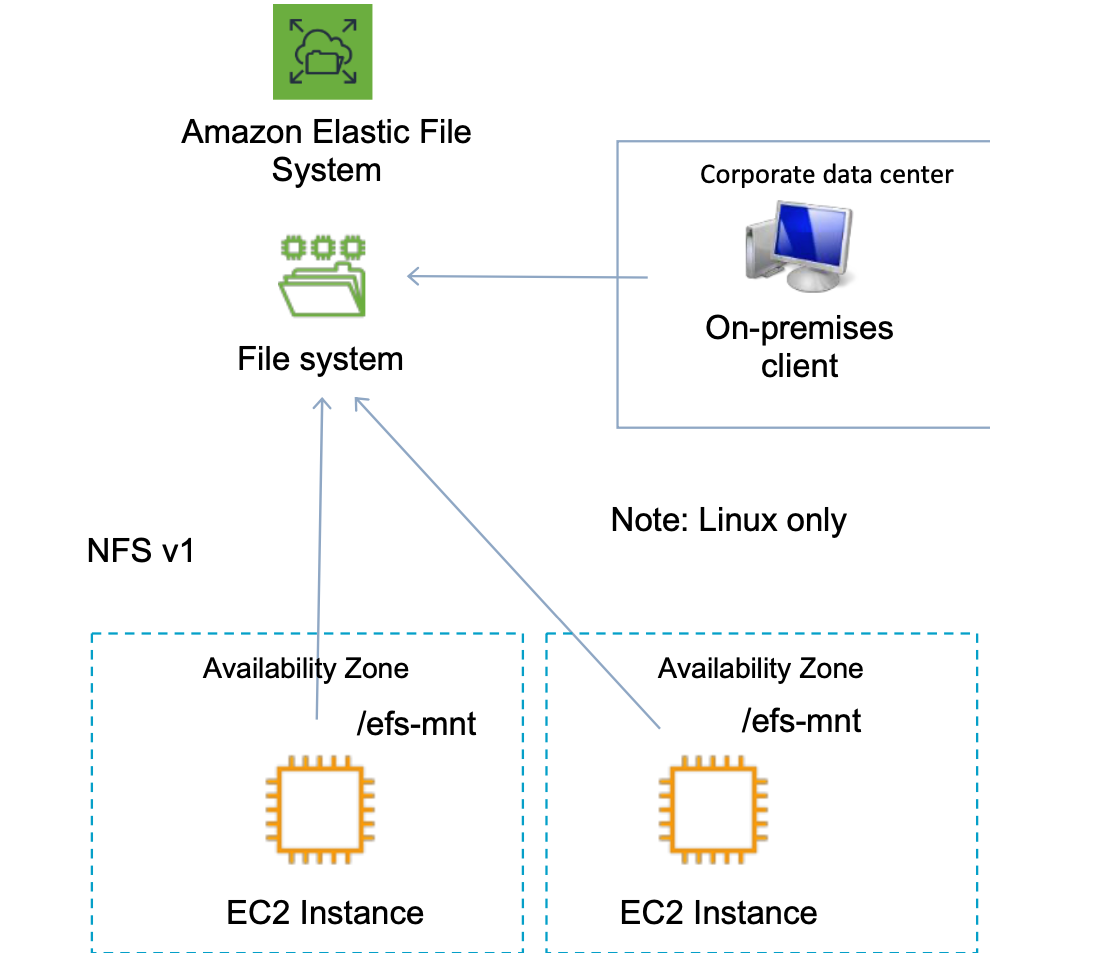 Amazon Elastic File
System
Corporate data center
On-premises
client
File system
Note: Linux only
NFS v1
Availability Zone
/efs-mnt
EC2 Instance
Availability Zone
/efs-mnt
EC2 Instance